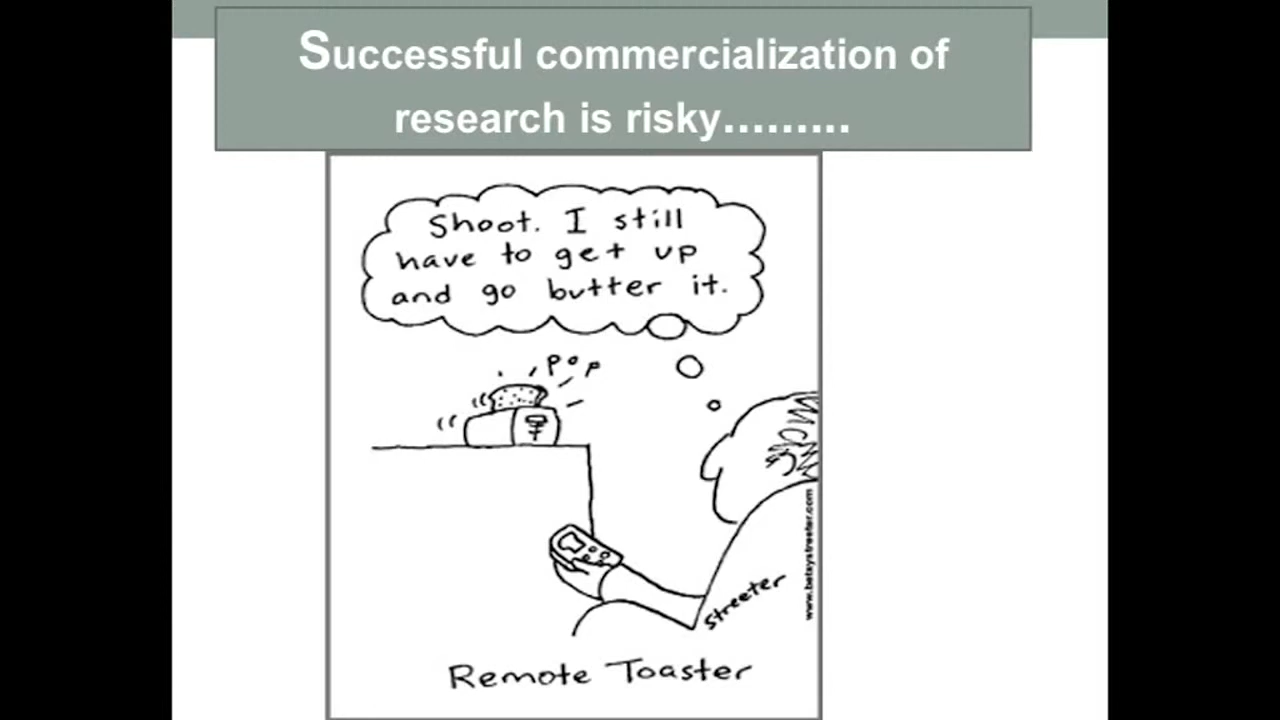 Successful commercialization of
research is risky.........
Shoot. I still
have to get up
and go butter it.
POP
www.betsystreeter.com
streeter
Remote Toaster